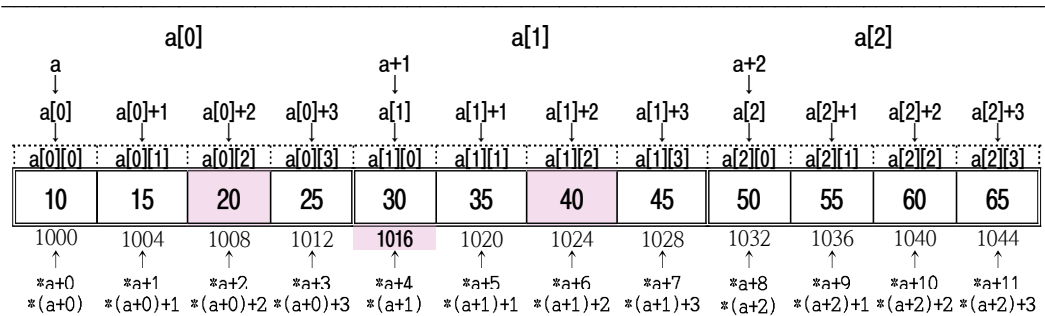 a[0] a[1] a[2]
a a+1 a+2
a[0] a[0]+1 a[0]+2 a[0]+3 a[1] a[1]+1 a[1]+2 a[1]+3 a[2] a[2]+1 a[2]+2 a[2]+3
a[0][0] a[0][1] a[0][2] a[0][3] a[1][0] a[1][1] a[1][2] a[1][3] a[2][0] a[2][1] a[2][2] a[2][3]
10 15 20 25 30 35 40 45 50 55 60 65
1000 1004 1008 1012 1016 1020 1024 1028 1032 1036 1040 1044
*a+0 *a+1 *a+2 *a+3 *a+4 *a+5 *a+6 *a+7 *a+8 *a+9 *a+10 *a+11
*(a+0) *(a+0)+1 *(a+0)+2 *(a+0)+3 *(a+1) *(a+1)+1 *(a+1)+2 *(a+1)+3 *(a+2) *(a+2)+1 *(a+2)+2 *(a+2)+3